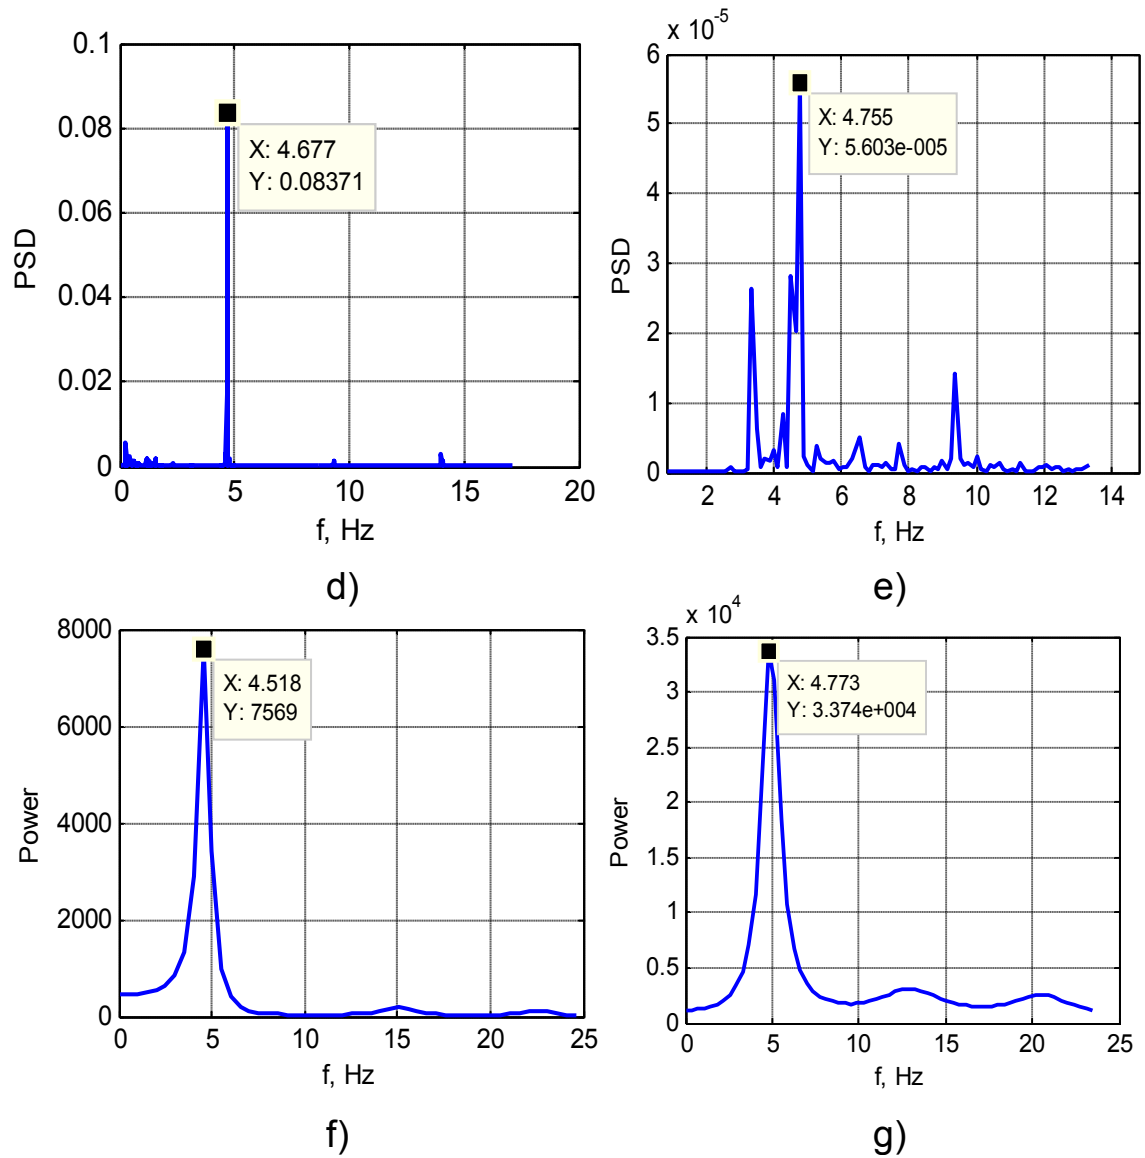 0.1
0.08
0.06
0.04
0.02
0
PSD
X: 4.677
Y: 0.08371
0 5 10 15 20
f, Hz
d)
x 10-5
6
5
4
3
2
1
0
PSD
X: 4.755
Y: 5.603e-005
2 4 6 8 10 12 14
f, Hz
e)
8000
6000
4000
2000
0
Power
X: 4.518
Y: 7569
0 5 10 15 20 25
f, Hz
f)
x 10^4
3.5
3
2.5
2
1.5
1
0.5
0
Power
X: 4.773
Y: 3.374e+004
0 5 10 15 20 25
f, Hz
g)